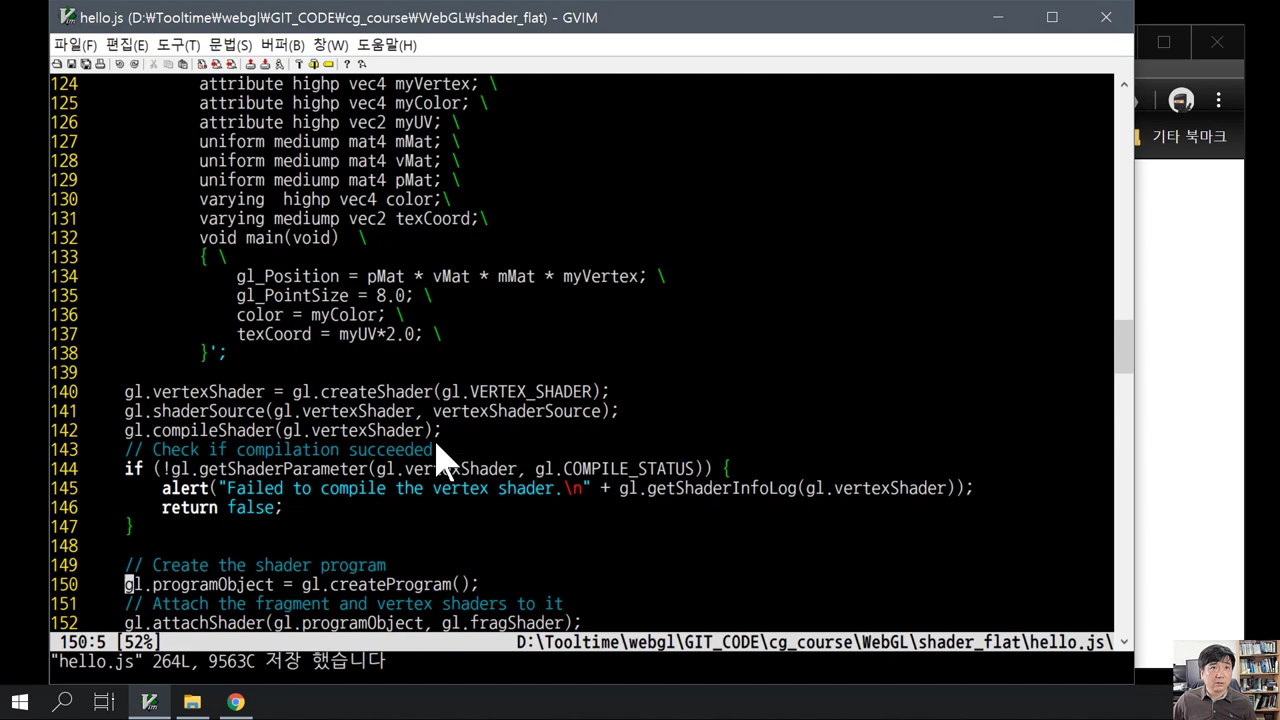 hello.js (D:₩Tooltime₩webgl₩GIT_CODE₩cg_course₩WebGL₩shader_flat) - GVIM
파일(F) 편집(E) 도구(T) 문법(S) 버퍼(B) 창(W) 도움말(H)
124 attribute highp vec4 myVertex; \
125 attribute highp vec4 myColor; \
126 attribute highp vec2 myUV; \
127 uniform mediump mat4 mMat; \
128 uniform mediump mat4 vMat; \
129 uniform mediump mat4 pMat; \
130 varying  highp vec4 color;\
131 varying mediump vec2 texCoord;\
132 void main(void)  \
133 { \
134 gl_Position = pMat * vMat * mMat * myVertex; \
135 gl_PointSize = 8.0; \
136 color = myColor; \
137 texCoord = myUV*2.0; \
138 }';
139
140 gl.vertexShader = gl.createShader(gl.VERTEX_SHADER);
141 gl.shaderSource(gl.vertexShader, vertexShaderSource);
142 gl.compileShader(gl.vertexShader);
143 // Check if compilation succeeded
144 if (!gl.getShaderParameter(gl.vertexShader, gl.COMPILE_STATUS)) {
145 alert("Failed to compile the vertex shader.\n" + gl.getShaderInfoLog(gl.vertexShader));
146 return false;
147 }
148
149 // Create the shader program
150 gl.programObject = gl.createProgram();
151 // Attach the fragment and vertex shaders to it
152 gl.attachShader(gl.programObject, gl.fragShader);
150:5 [52%] D:\Tooltime\webgl\GIT_CODE\cg_course\WebGL\shader_flat\hello.js\
"hello.js" 264L, 9563C 저장 했습니다
기타 북마크